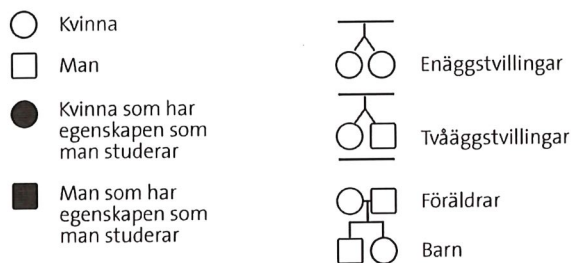 Kvinna
Man
Kvinna som har
egenskapen som
man studerar
Man som har
egenskapen som
man studerar
Enäggstvillingar
Tvåäggstvillingar
Föräldrar
Barn